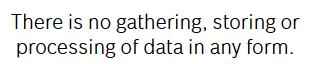 There is no gathering, storing or
processing of data in any form.